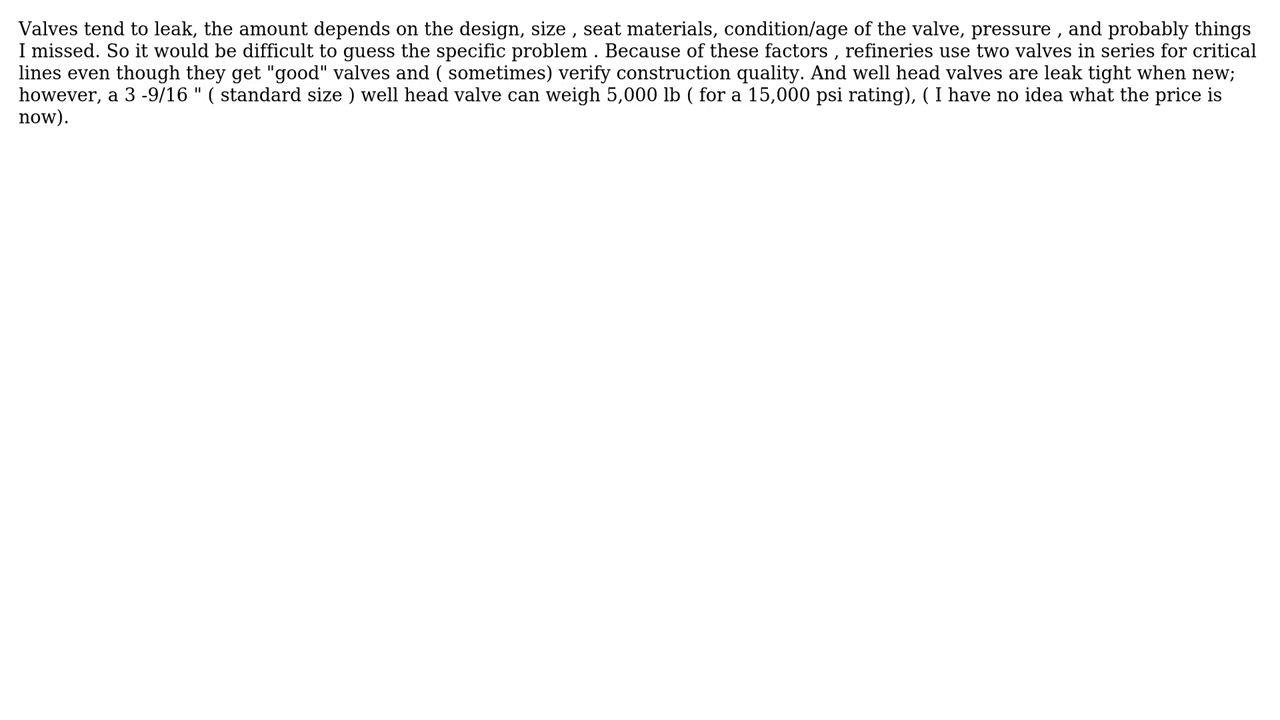 Valves tend to leak, the amount depends on the design, size , seat materials, condition/age of the valve, pressure , and probably things
I missed. So it would be difficult to guess the specific problem . Because of these factors , refineries use two valves in series for critical
lines even though they get "good" valves and ( sometimes) verify construction quality. And well head valves are leak tight when new;
however, a 3 -9/16 " ( standard size ) well head valve can weigh 5,000 lb ( for a 15,000 psi rating), ( I have no idea what the price is
now).